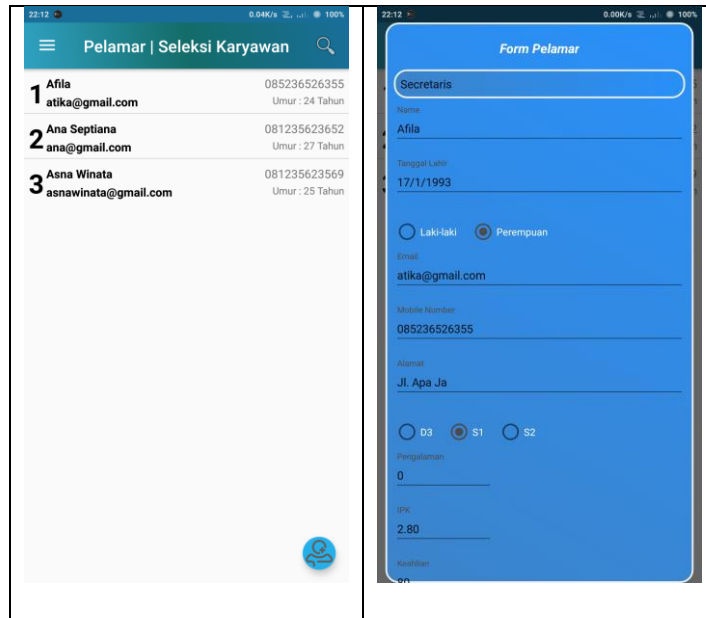 22:12 0.04K/s 100%
Pelamar | Seleksi Karyawan
1 Afila 085236526355
atika@gmail.com Umur : 24 Tahun
2 Ana Septiana 081235623652
ana@gmail.com Umur : 27 Tahun
3 Asna Winata 081235623569
asnawinata@gmail.com Umur : 25 Tahun
22:12 0.00K/s 100%
Form Pelamar
Secretaris
Name
Afila
Tanggal Lahir
17/1/1993
Laki-laki Perempuan
Email
atika@gmail.com
Mobile Number
085236526355
Alamat
Jl. Apa Ja
D3 S1 S2
Pengalaman
0
IPK
2.80
Keahlian
80